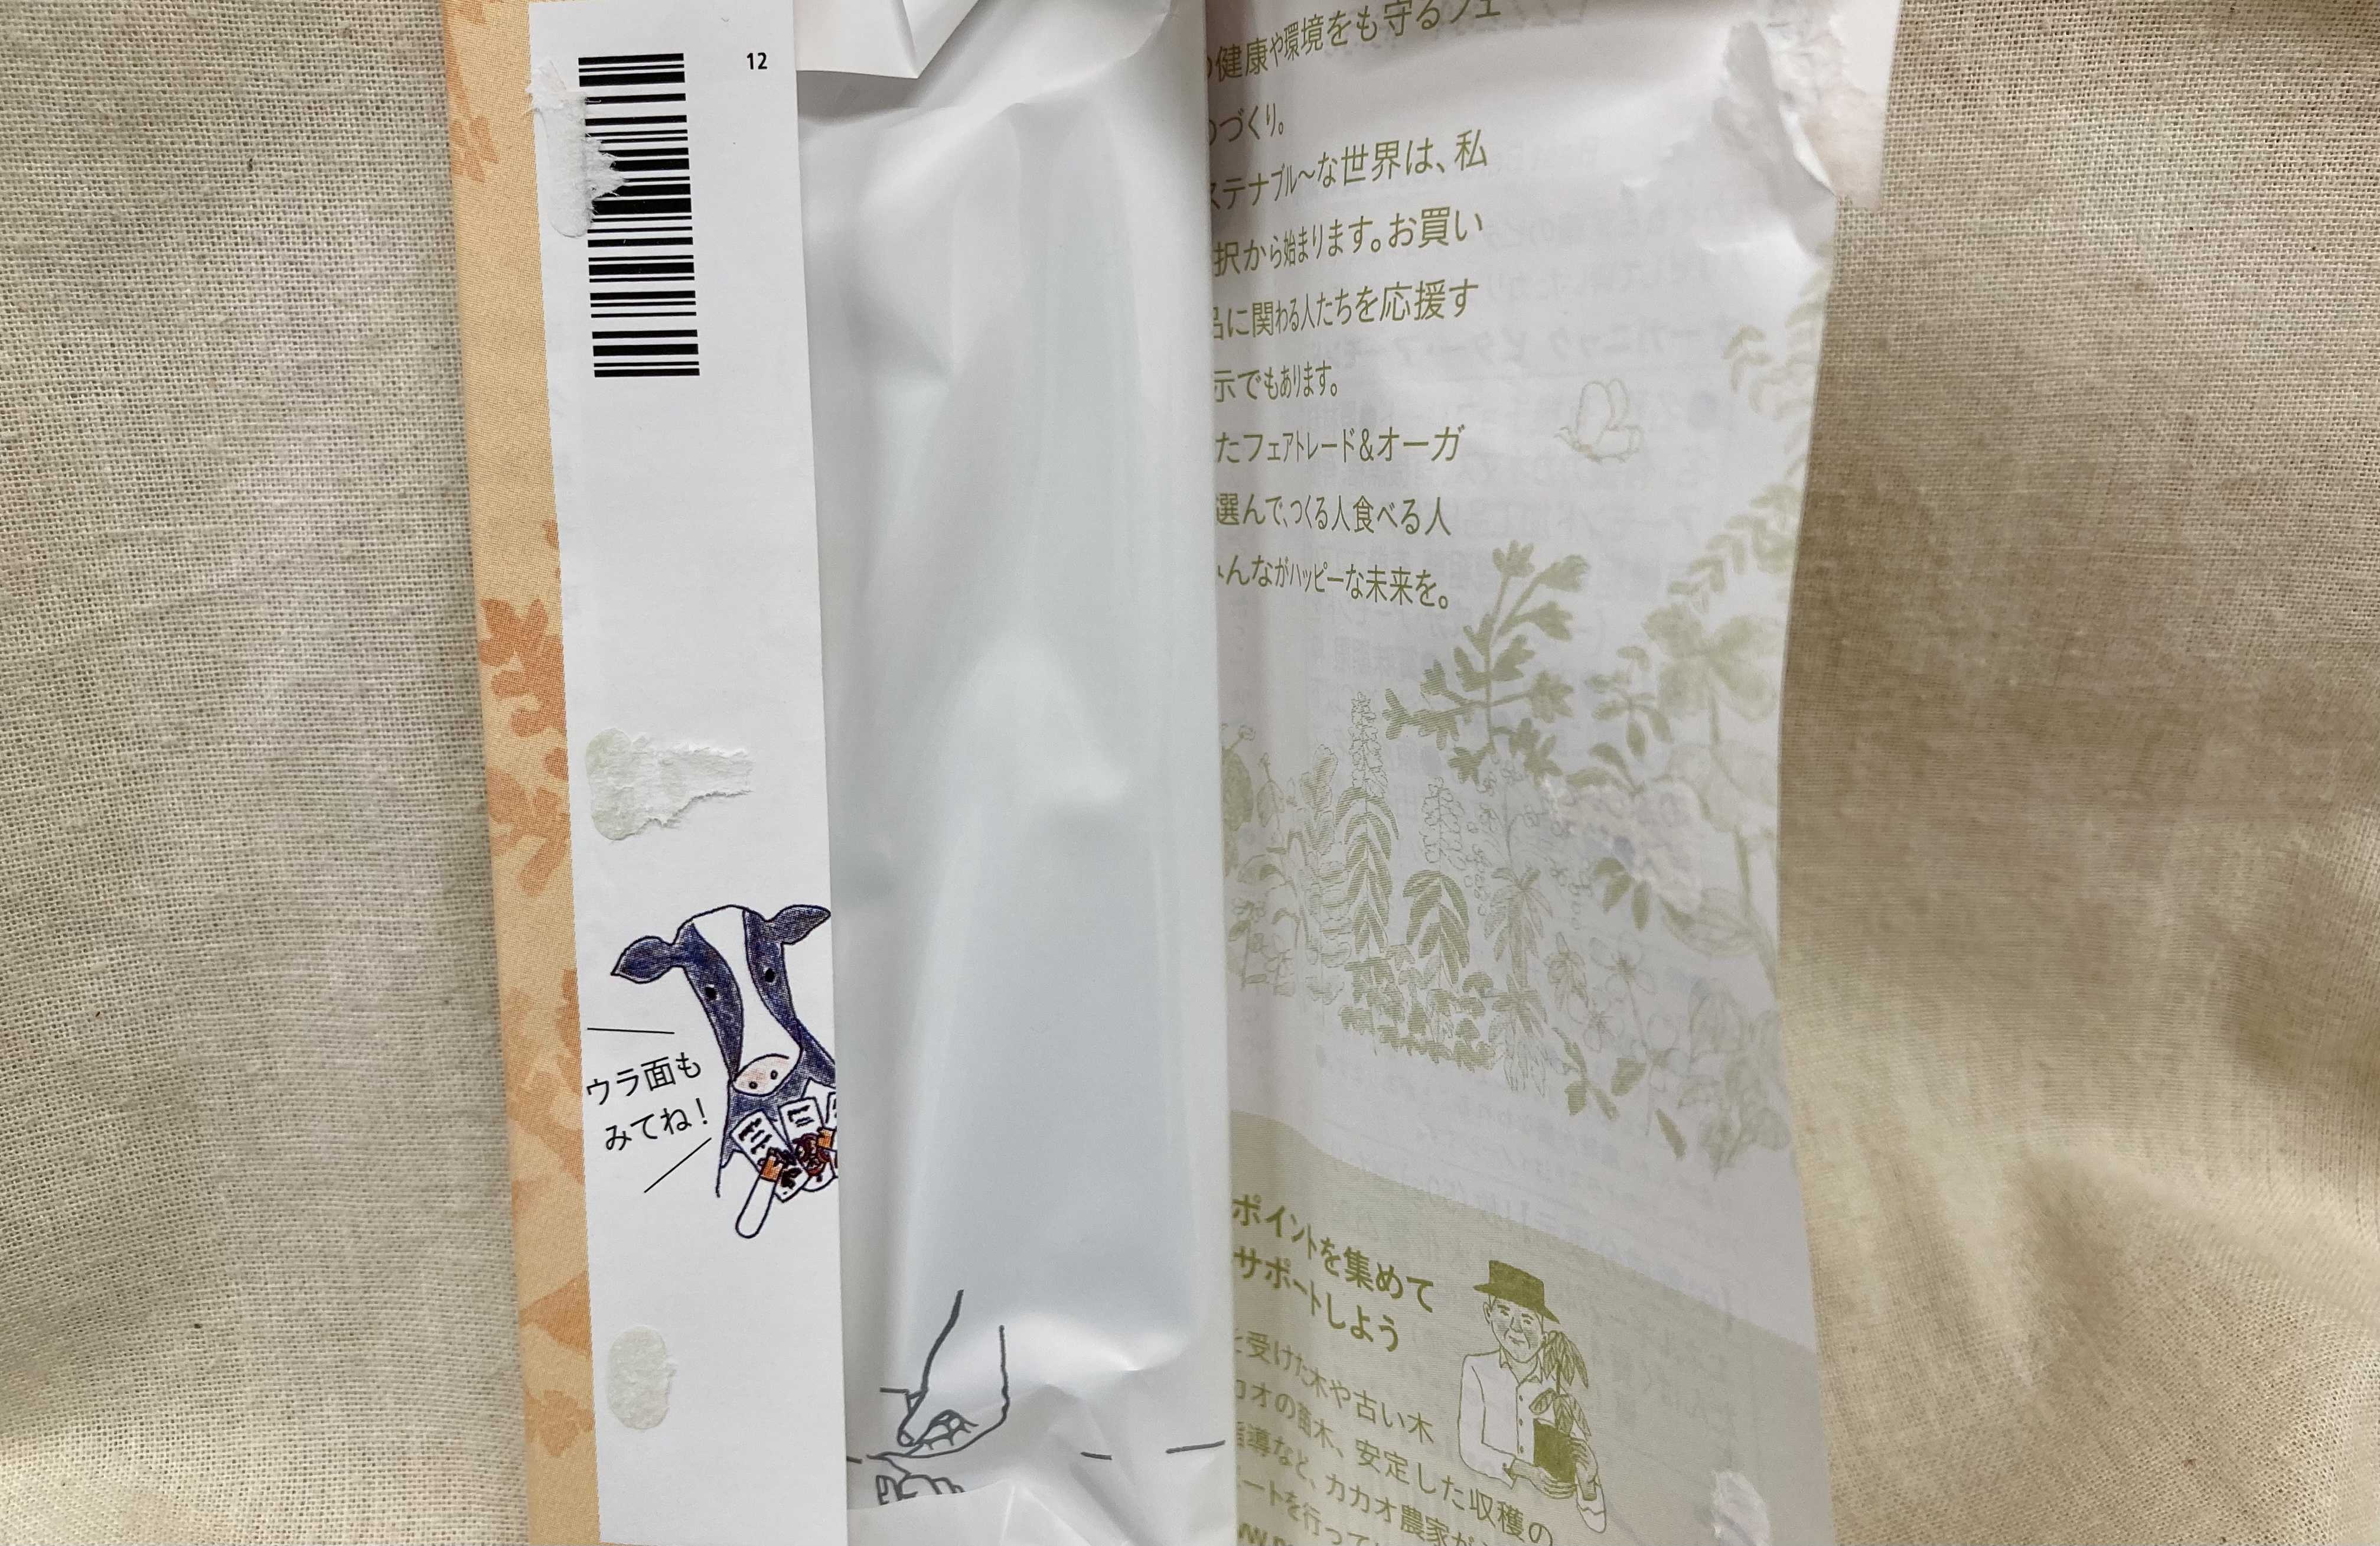 12
ウラ面も
みてね！
健康や環境をも守るフェ
づくり。
ステナブル〜な世界は、私
択から始まります。お買い
品に関わる人たちを応援す
示でもあります。
たフェアトレード&オーガ
選んで、つくる人食べる人
んながハッピーな未来を。
ポイントを集めて
サポートしよう
受けた木や古い木
カオの苗木、安定した収穫の
導など、カカオ農家が
ートを行って